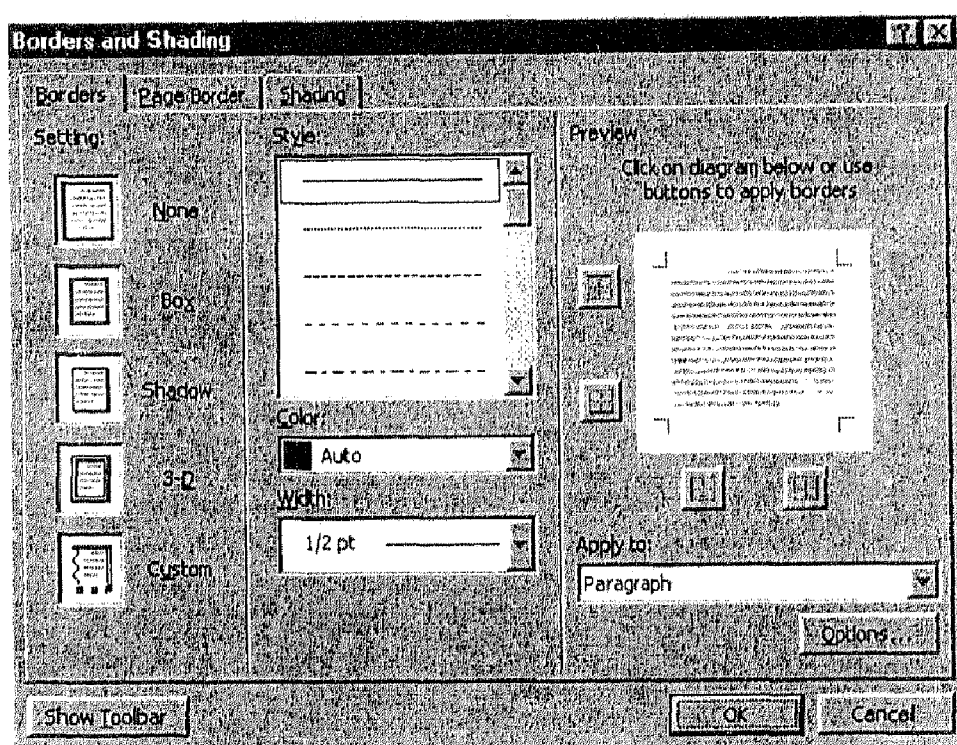 Borders and Shading
Borders
Page Border
Shading
Setting:
None
Box
Shadow
3-D
Custom
Style:
Color:
Auto
Width:
1/2 pt
Preview
Click on diagram below or use
buttons to apply borders
Apply to:
Paragraph
Options...
Show Toolbar
OK
Cancel